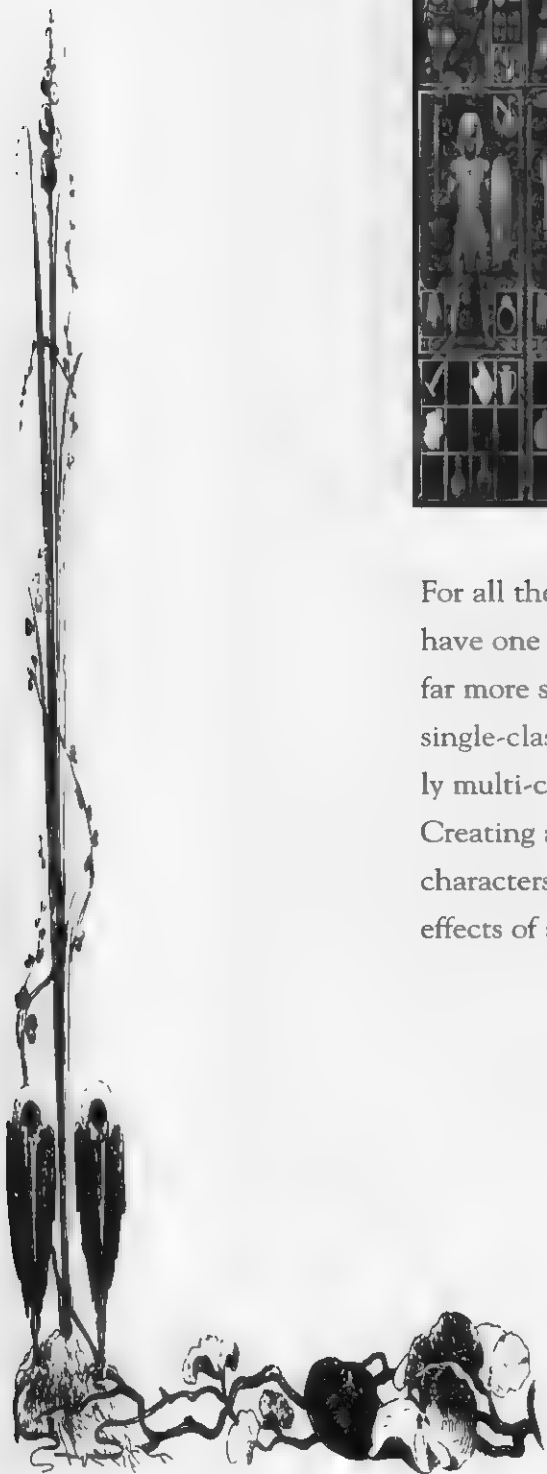 For all the
have one
far more s
single-clas
ly multi-c
Creating a
characters
effects of s